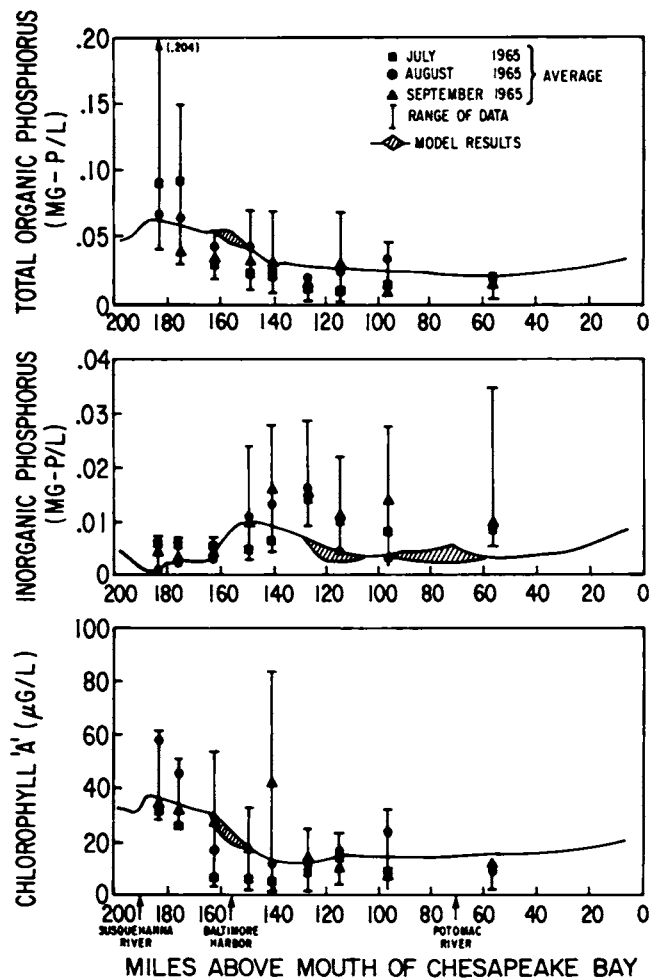 TOTAL ORGANIC PHOSPHORUS
(MG-P/L)
.20
.15
.10
.05
0
(.204)
JULY 1965
AUGUST 1965
SEPTEMBER 1965
AVERAGE
RANGE OF DATA
MODEL RESULTS
200 180 160 140 120 100 80 60 40 20 0
INORGANIC PHOSPHORUS
(MG-P/L)
.04
.03
.02
.01
0
200 180 160 140 120 100 80 60 40 20 0
CHLOROPHYLL 'A' (μG/L)
100
80
60
40
20
0
200 180 160 140 120 100 80 60 40 20 0
SUSQUEHANNA
RIVER
BALTIMORE
HARBOR
POTOMAC
RIVER
MILES ABOVE MOUTH OF CHESAPEAKE BAY